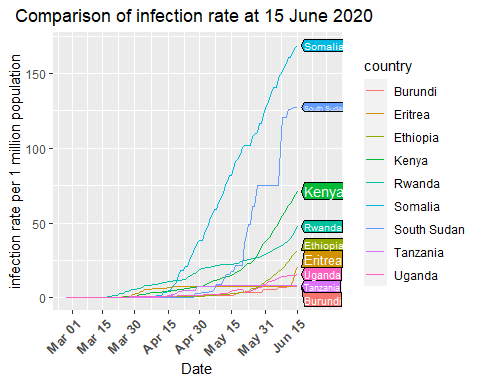 Comparison of infection rate at 15 June 2020
infection rate per 1 million population
150
100
50
0
Somalia
South Sudan
Kenya
Rwanda
Ethiopia
Eritrea
Uganda
Tanzania
Burundi
Mar 01
Mar 15
Mar 30
Apr 15
Apr 30
May 15
May 31
Jun 15
Date
country
Burundi
Eritrea
Ethiopia
Kenya
Rwanda
Somalia
South Sudan
Tanzania
Uganda